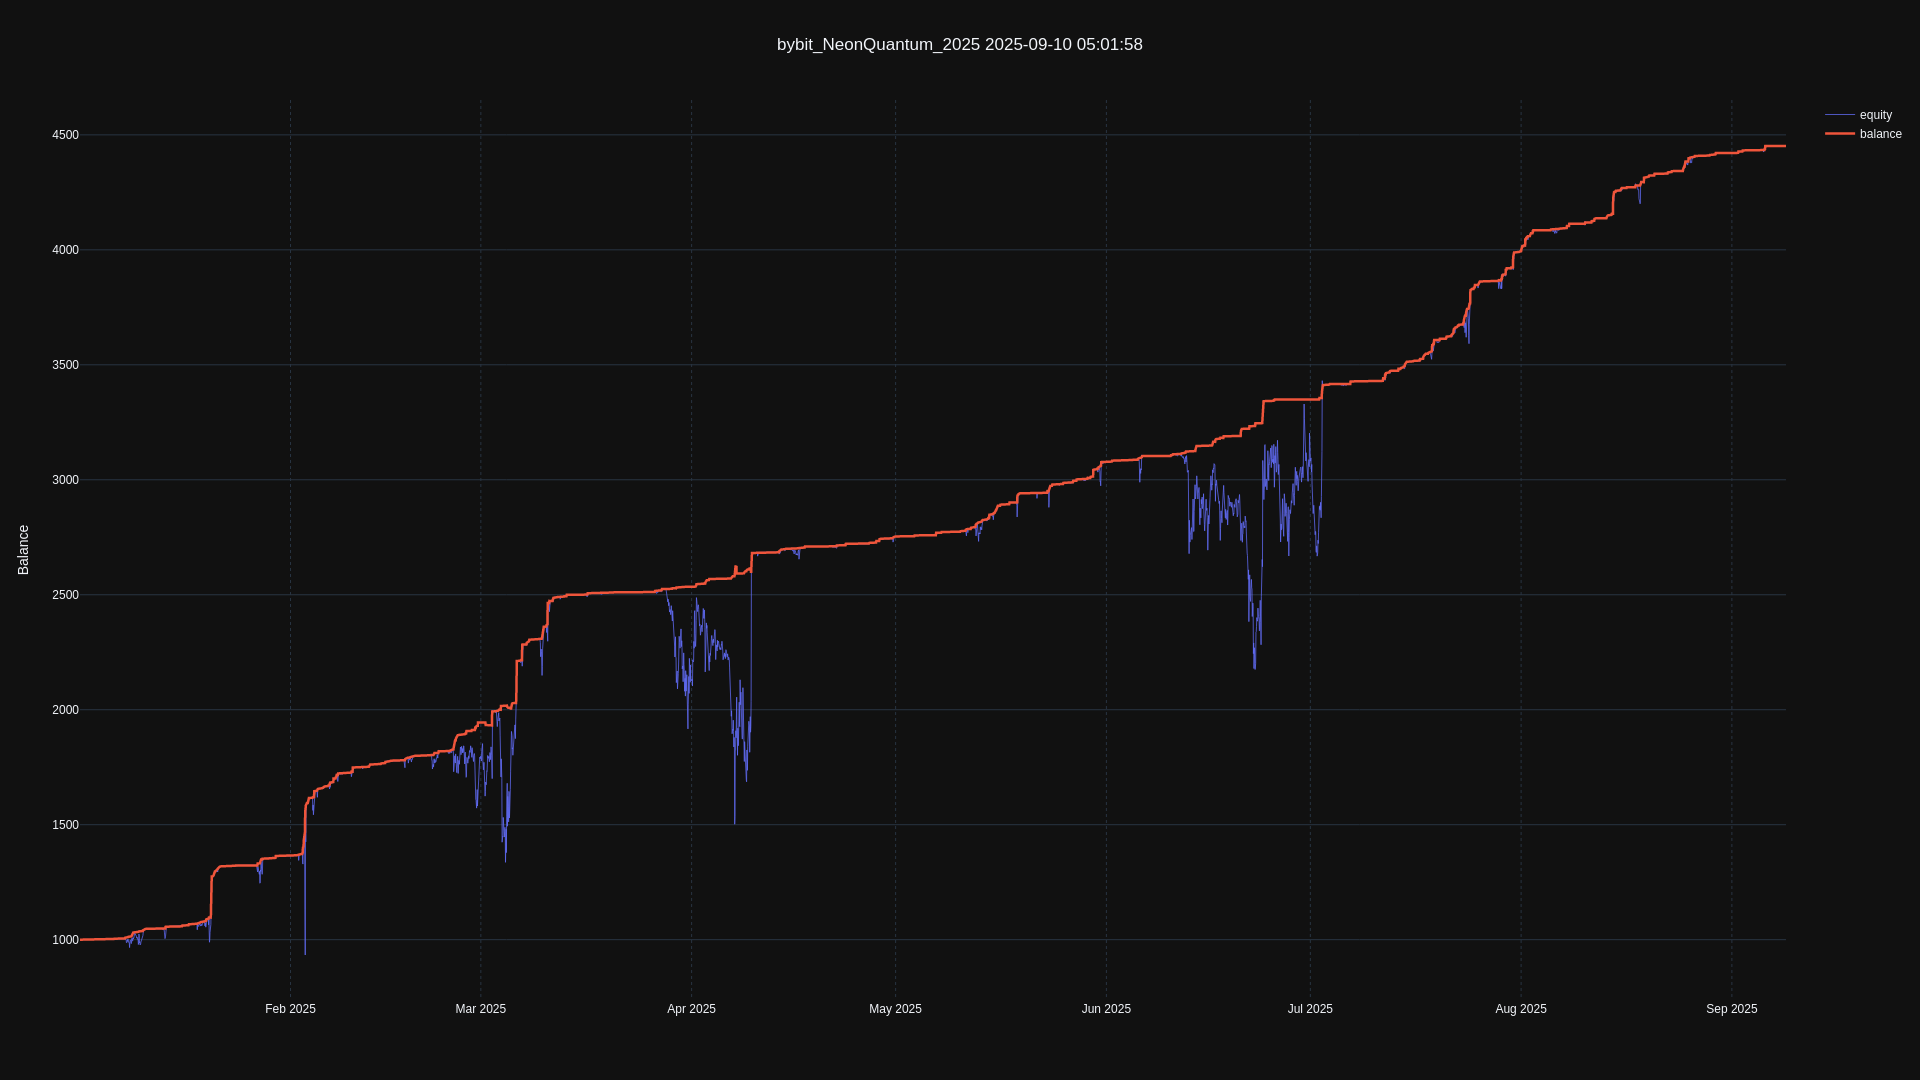 bybit_NeonQuantum_2025 2025-09-10 05:01:58
equity
balance
Balance
4500
4000
3500
3000
2500
2000
1500
1000
Feb 2025
Mar 2025
Apr 2025
May 2025
Jun 2025
Jul 2025
Aug 2025
Sep 2025